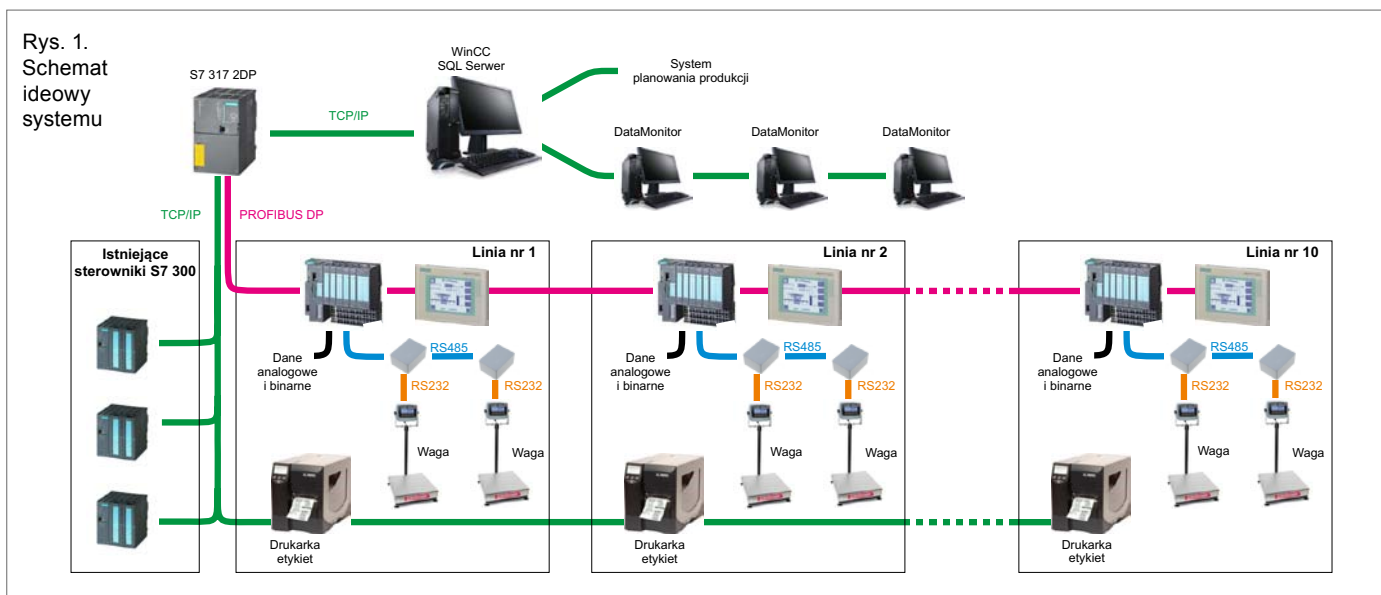 Rys. 1.
Schemat
ideowy
systemu
S7 317 2DP
TCP/IP
WinCC
SQL Serwer
System
planowania produkcji
DataMonitor
DataMonitor
DataMonitor
TCP/IP
PROFIBUS DP
Istniejące
sterowniki S7 300
Linia nr 1
Dane
analogowe
i binarne
RS485
RS232
RS232
Waga
Waga
Drukarka
etykiet
Linia nr 2
Dane
analogowe
i binarne
RS485
RS232
RS232
Waga
Waga
Drukarka
etykiet
Linia nr 10
Dane
analogowe
i binarne
RS485
RS232
RS232
Waga
Waga
Drukarka
etykiet